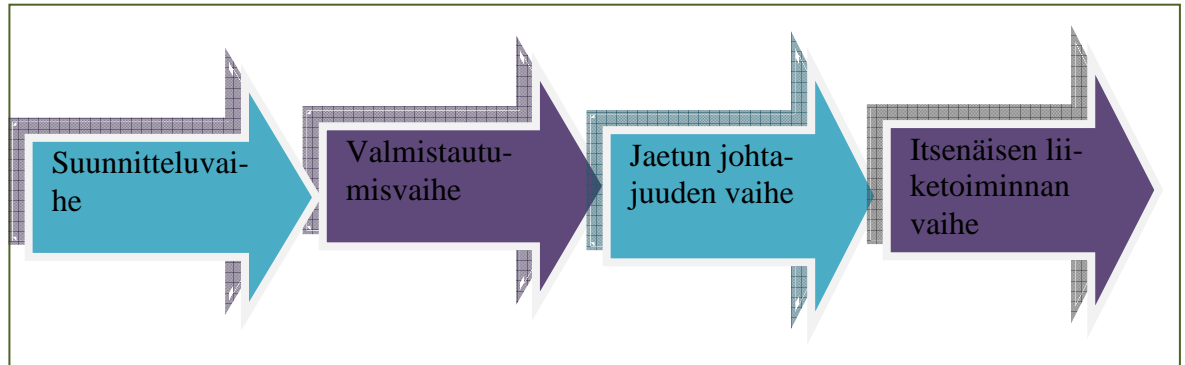 Suunnitteluvai-
he
Valmistautu-
misvaihe
Jaetun johta-
juuden vaihe
Itsenäisen lii-
ketoiminnan
vaihe